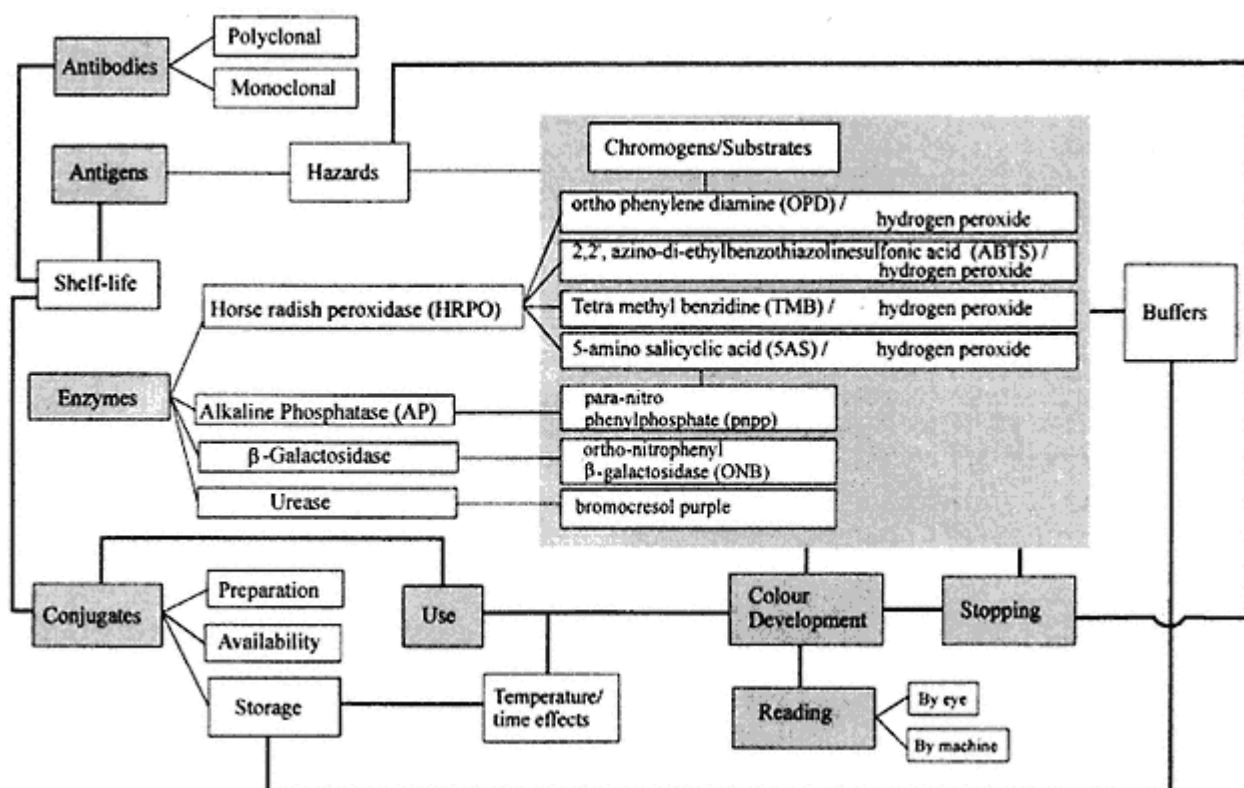 Polyclonal
Antibodies
Monoclonal
Chromogens/Substrates
Antigens
Hazards
ortho phenylene diamine (OPD) /
hydrogen peroxide
2,2', azino-di-ethylbenzothiazolinesulfonic acid (ABTS) /
hydrogen peroxide
Shelf-life
Horse radish peroxidase (HRPO)
Tetra methyl benzidine (TMB) / hydrogen peroxide
Buffers
5-amino salicyclic acid (5AS) / hydrogen peroxide
Enzymes
Alkaline Phosphatase (AP)
para-nitro
phenylphosphate (pnpp)
β-Galactosidase
ortho-nitrophenyl
β-galactosidase (ONB)
Urease
bromocresol purple
Conjugates
Preparation
Availability
Storage
Use
Temperature/
time effects
Colour
Development
Stopping
Reading
By eye
By machine